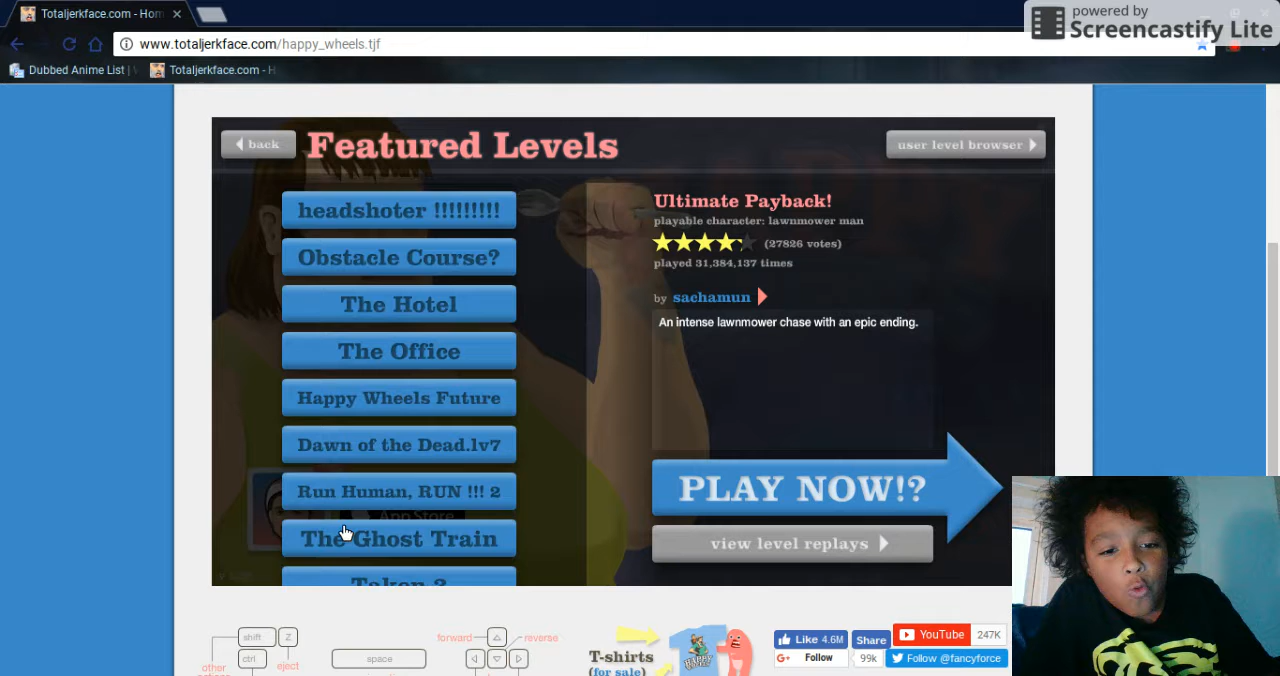 Totaljerkface.com - Hom
powered by
Screencastify Lite
www.totaljerkface.com/happy_wheels.tjf
Dubbed Anime List |
Totaljerkface.com - H
back
Featured Levels
user level browser
headshoter !!!!!!!!!
Obstacle Course?
The Hotel
The Office
Happy Wheels Future
Dawn of the Dead.lv7
Run Human, RUN !!! 2
App Store
The Ghost Train
Ultimate Payback!
playable character: lawnmower man
(27826 votes)
played 31,384,137 times
by sachamun
An intense lawnmower chase with an epic ending.
PLAY NOW!?
view level replays
shift
Z
ctrl
eject
other
space
forward
reverse
T-shirts
(for sale)
Like 4.6M
Share
YouTube
247K
Follow
99k
Follow @fancyforce